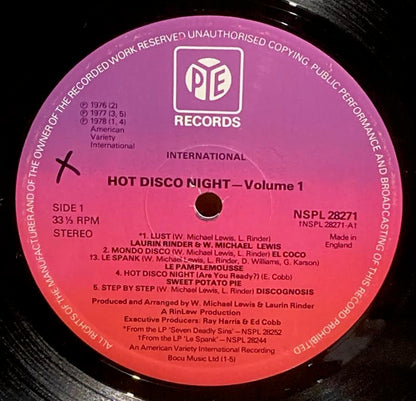 ALL RIGHTS OF THE MANUFACTURER AND OF THE OWNER OF THE RECORDED WORK RESERVED UNAUTHORISED COPYING, PUBLIC PERFORMANCE AND BROADCASTING OF THIS RECORD PROHIBITED
PYE
RECORDS
℗ 1976 (2)
℗ 1977 (3, 5)
℗ 1978 (1, 4)
American
Variety
International
X
INTERNATIONAL
HOT DISCO NIGHT—Volume 1
SIDE 1
33⅓ RPM
STEREO
NSPL 28271
†NSPL 28271-A1
Made in
England
*1. LUST (W. Michael Lewis, L. Rinder)
LAURIN RINDER & W. MICHAEL LEWIS
2. MONDO DISCO (W. Michael Lewis, L. Rinder) EL COCO
†3. LE SPANK (W. Michael Lewis, L. Rinder, D. Williams, G. Karson)
LE PAMPLEMOUSSE
4. HOT DISCO NIGHT (Are You Ready?) (E. Cobb)
SWEET POTATO PIE
5. STEP BY STEP (W. Michael Lewis, L. Rinder) DISCOGNOSIS
Produced and Arranged by W. Michael Lewis & Laurin Rinder
A RinLew Production
Executive Producers: Ray Harris & Ed Cobb
*From the LP 'Seven Deadly Sins' – NSPL 28252
†From the LP 'Le Spank' – NSPL 28244
An American Variety International Recording
Bocu Music Ltd (1-5)